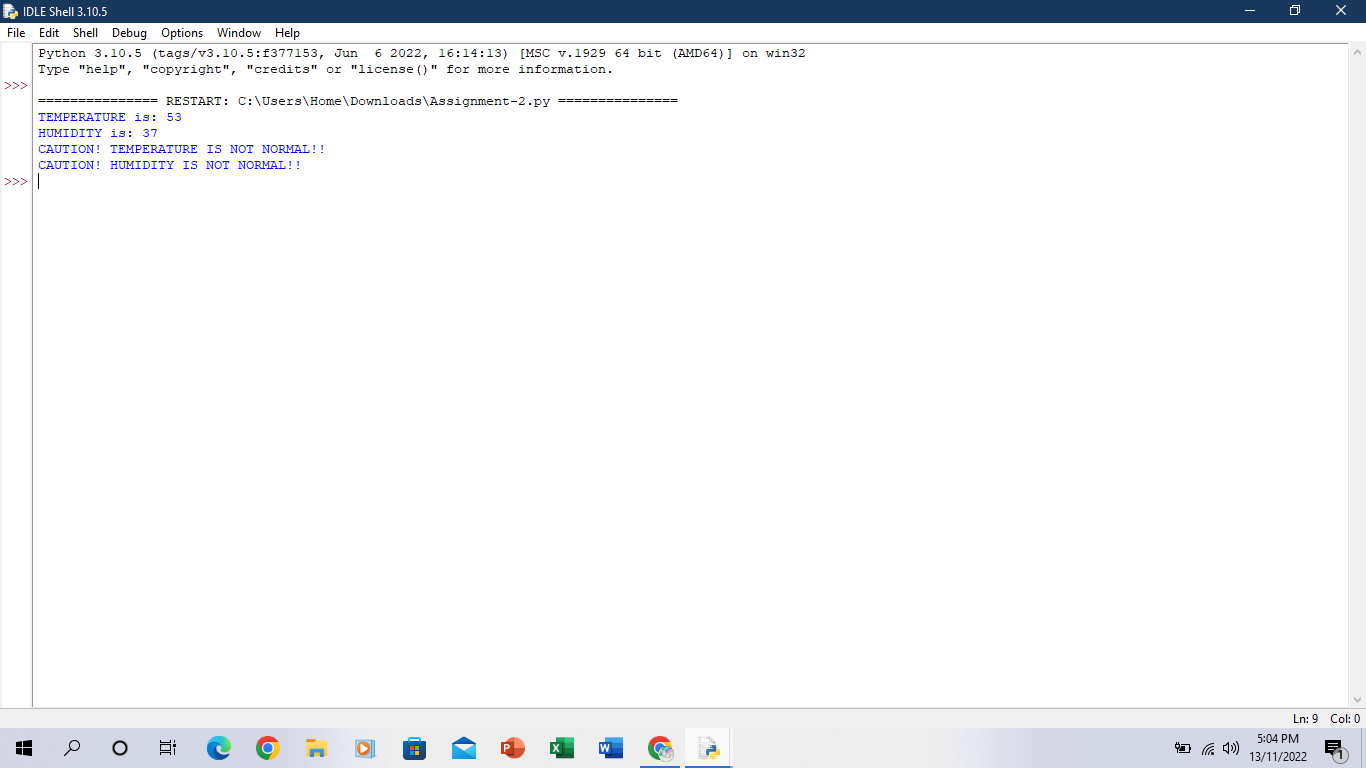 IDLE Shell 3.10.5
File Edit Shell Debug Options Window Help
Python 3.10.5 (tags/v3.10.5:f377153, Jun  6 2022, 16:14:13) [MSC v.1929 64 bit (AMD64)] on win32
Type "help", "copyright", "credits" or "license()" for more information.
>>>
=============== RESTART: C:\Users\Home\Downloads\Assignment-2.py ===============
TEMPERATURE is: 53
HUMIDITY is: 37
CAUTION! TEMPERATURE IS NOT NORMAL!!
CAUTION! HUMIDITY IS NOT NORMAL!!
>>>
Ln: 9 Col: 0
5:04 PM
13/11/2022
1